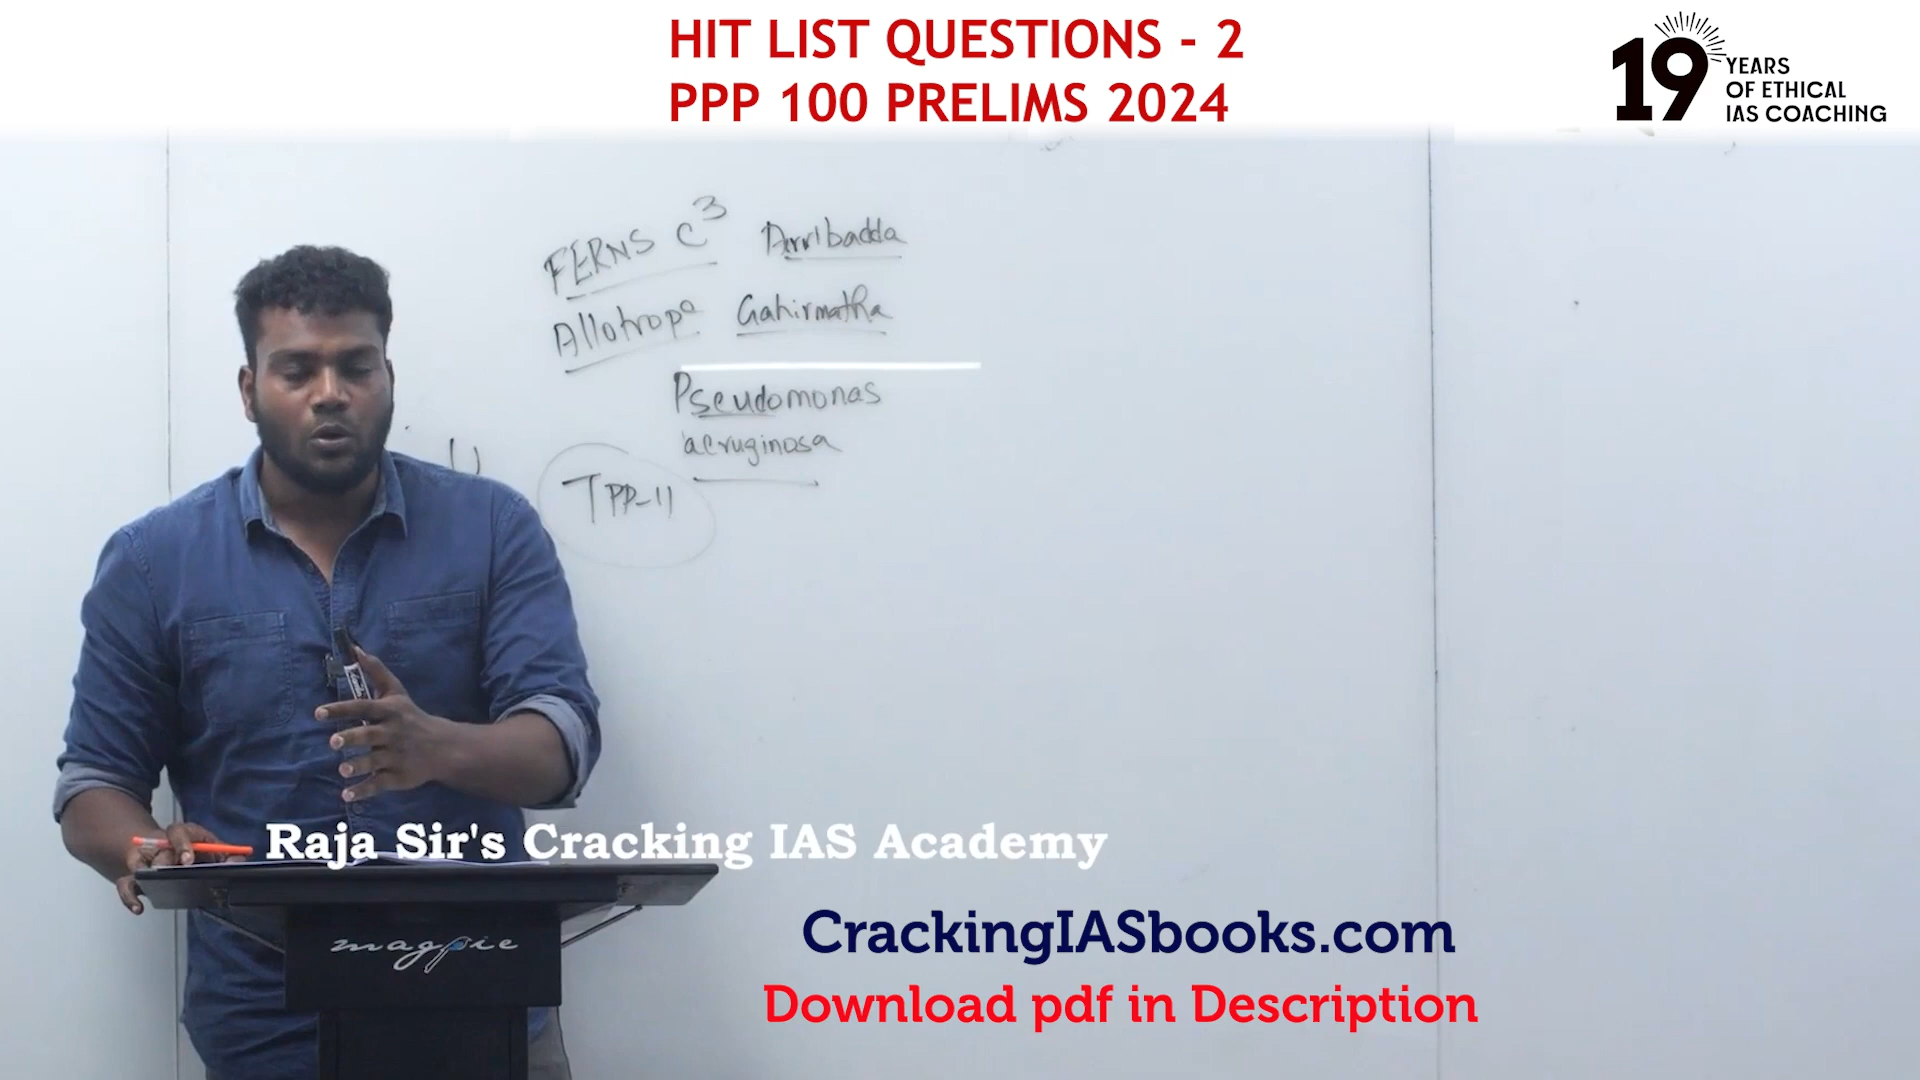 HIT LIST QUESTIONS - 2
PPP 100 PRELIMS 2024
19 YEARS
OF ETHICAL
IAS COACHING
FERNS C³ Arribadda
Allotrope Gahirmatha
Pseudomonas
aeruginosa
TPP-11
Raja Sir's Cracking IAS Academy
magpie
CrackingIASbooks.com
Download pdf in Description